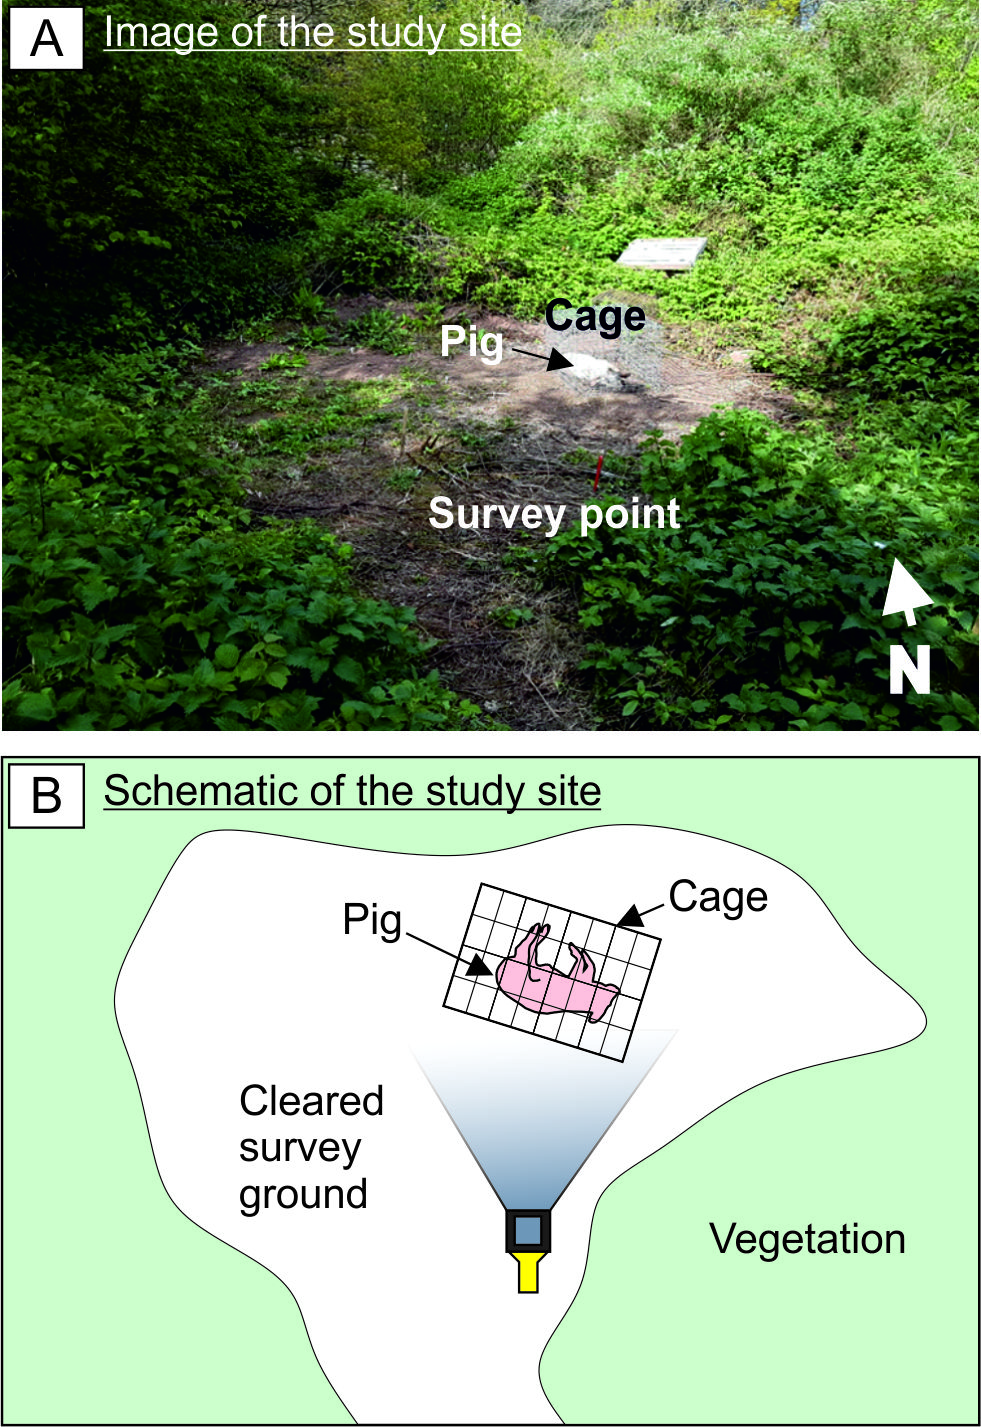 A
Image of the study site
Cage
Pig
Survey point
N
B
Schematic of the study site
Pig
Cage
Cleared
survey
ground
Vegetation